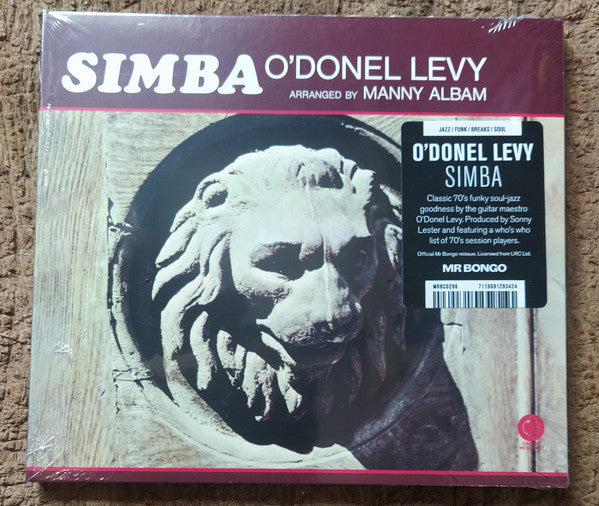 SIMBA O'DONEL LEVY
ARRANGED BY MANNY ALBAM
JAZZ / FUNK / BREAKS / SOUL
O'DONEL LEVY
SIMBA
Classic 70's funky soul-jazz
goodness by the guitar maestro
O'Donel Levy. Produced by Sonny
Lester and featuring a who's who
list of 70's session players.
Official Mr Bongo reissue. Licensed from LRC Ltd.
MR BONGO
MRBCD296 7119691293424